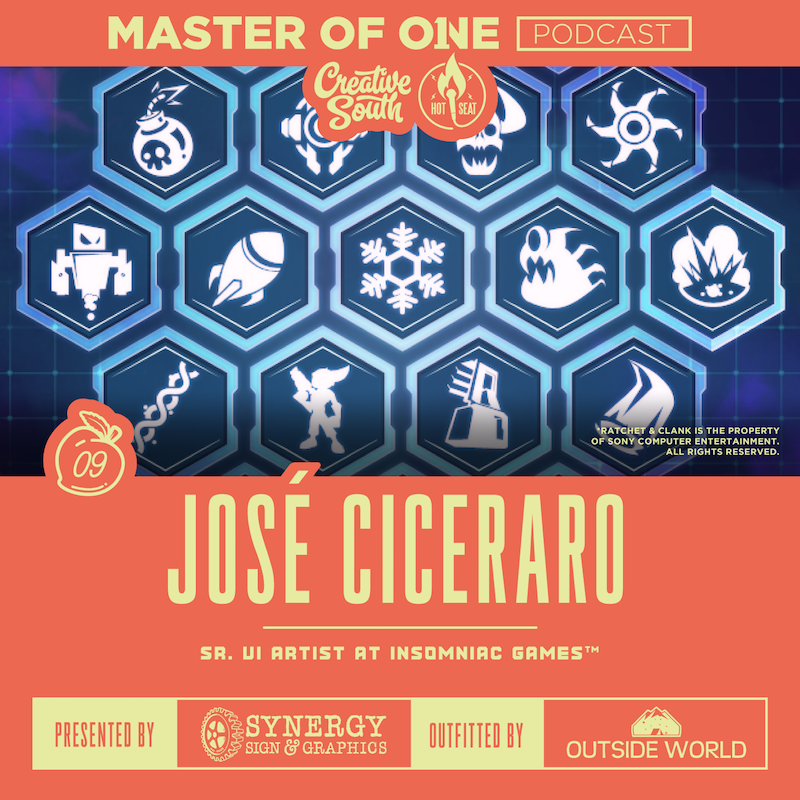 MASTER OF ONE PODCAST
Creative
South
HOT SEAT
*RATCHET & CLANK IS THE PROPERTY
OF SONY COMPUTER ENTERTAINMENT.
ALL RIGHTS RESERVED.
09
JOSÉ CICERARO
SR. UI ARTIST AT INSOMNIAC GAMES™
PRESENTED BY
SYNERGY
SIGN & GRAPHICS
OUTFITTED BY
OUTSIDE WORLD